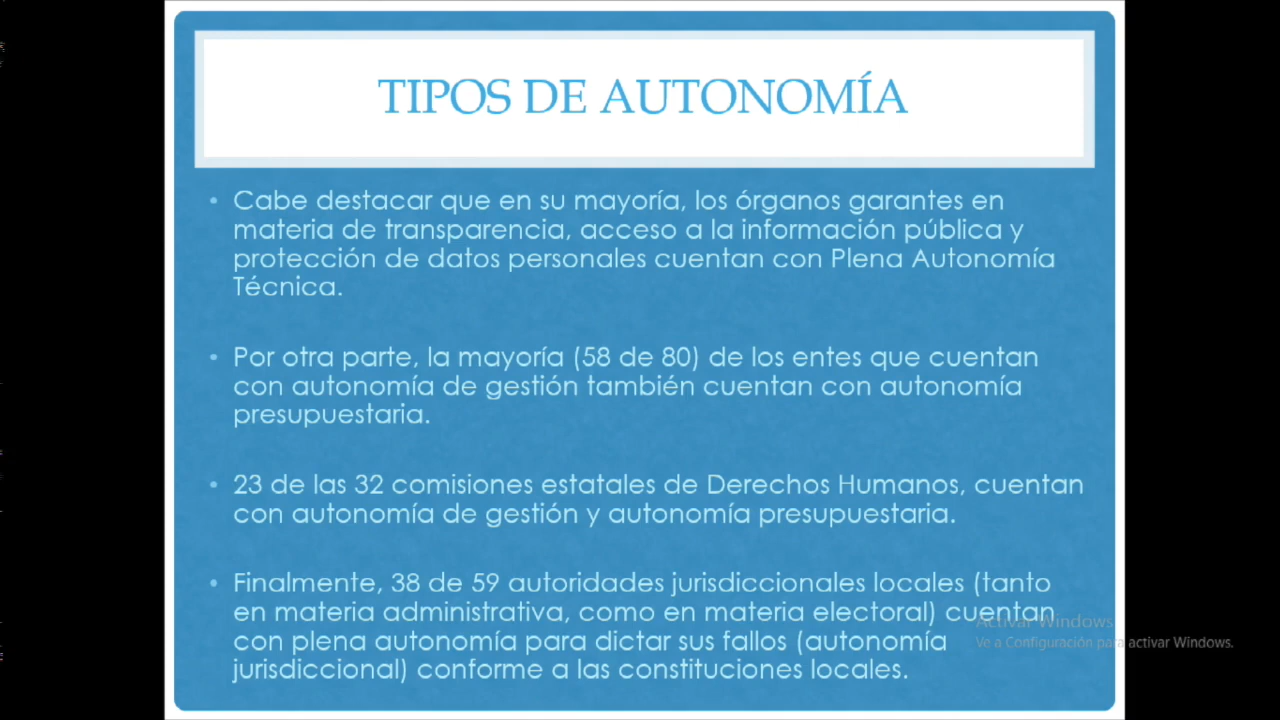 TIPOS DE AUTONOMÍA
• Cabe destacar que en su mayoría, los órganos garantes en
materia de transparencia, acceso a la información pública y
protección de datos personales cuentan con Plena Autonomía
Técnica.
• Por otra parte, la mayoría (58 de 80) de los entes que cuentan
con autonomía de gestión también cuentan con autonomía
presupuestaria.
• 23 de las 32 comisiones estatales de Derechos Humanos, cuentan
con autonomía de gestión y autonomía presupuestaria.
• Finalmente, 38 de 59 autoridades jurisdiccionales locales (tanto
en materia administrativa, como en materia electoral) cuentan
con plena autonomía para dictar sus fallos (autonomía
jurisdiccional) conforme a las constituciones locales.
Activar Windows
Ve a Configuración para activar Windows.